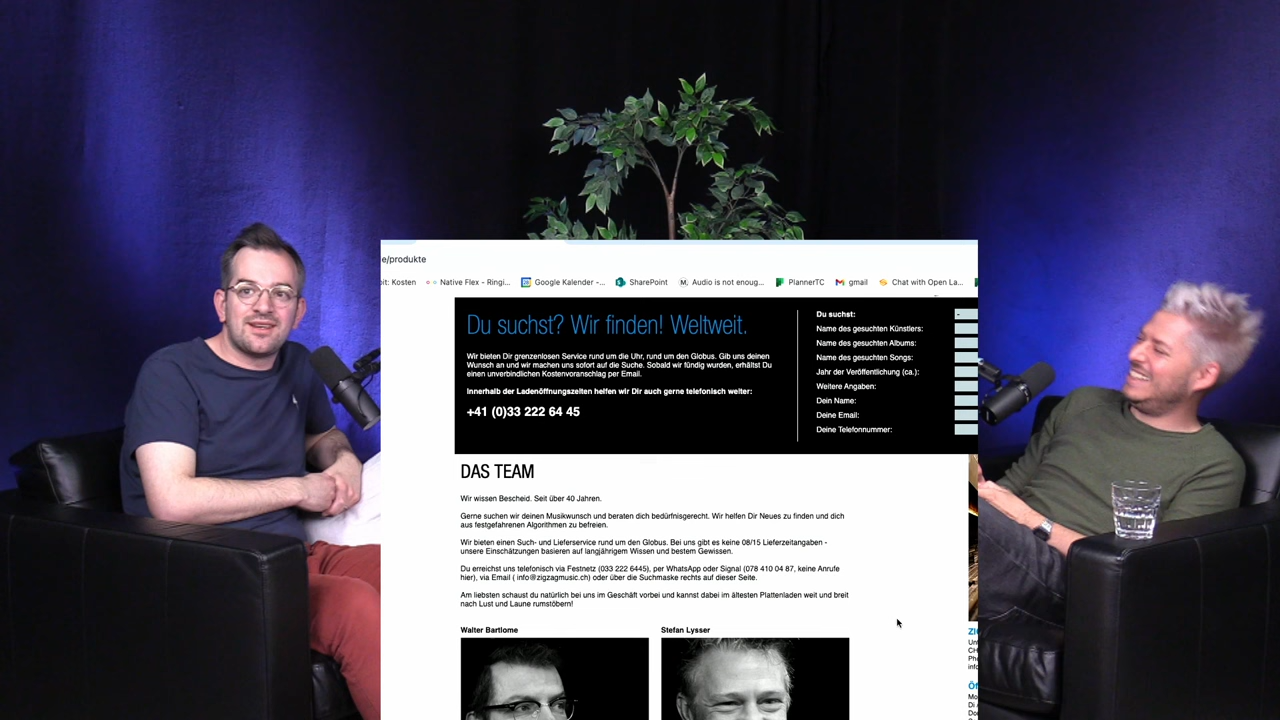 e/produkte
oit: Kosten
Native Flex - Ringi...
Google Kalender -...
SharePoint
Audio is not enoug...
PlannerTC
gmail
Chat with Open La...
Du suchst? Wir finden! Weltweit.
Wir bieten Dir grenzenlosen Service rund um die Uhr, rund um den Globus. Gib uns deinen
Wunsch an und wir machen uns sofort auf die Suche. Sobald wir fündig wurden, erhältst Du
einen unverbindlichen Kostenvoranschlag per Email.
Innerhalb der Ladenöffnungszeiten helfen wir Dir auch gerne telefonisch weiter:
+41 (0)33 222 64 45
Du suchst:
-
Name des gesuchten Künstlers:
Name des gesuchten Albums:
Name des gesuchten Songs:
Jahr der Veröffentlichung (ca.):
Weitere Angaben:
Dein Name:
Deine Email:
Deine Telefonnummer:
DAS TEAM
Wir wissen Bescheid. Seit über 40 Jahren.
Gerne suchen wir deinen Musikwunsch und beraten dich bedürfnisgerecht. Wir helfen Dir Neues zu finden und dich
aus festgefahrenen Algorithmen zu befreien.
Wir bieten einen Such- und Lieferservice rund um den Globus. Bei uns gibt es keine 08/15 Lieferzeitangaben -
unsere Einschätzungen basieren auf langjährigem Wissen und bestem Gewissen.
Du erreichst uns telefonisch via Festnetz (033 222 6445), per WhatsApp oder Signal (078 410 04 87, keine Anrufe
hier), via Email ( info@zigzagmusic.ch) oder über die Suchmaske rechts auf dieser Seite.
Am liebsten schaust du natürlich bei uns im Geschäft vorbei und kannst dabei im ältesten Plattenladen weit und breit
nach Lust und Laune rumstöbern!
Walter Bartlome
Stefan Lysser
ZI
Unt
CH
Pho
info
Öf
Mo
Di
Do